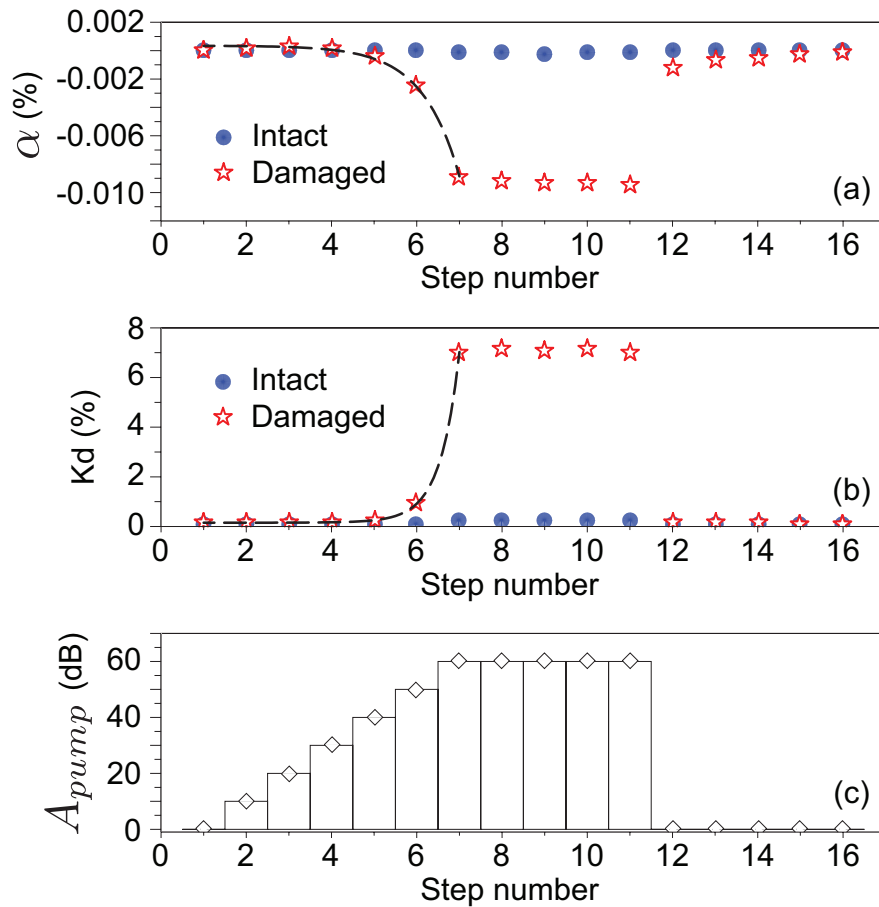 0.002
-0.002
-0.006
-0.010
α (%)
Intact
Damaged
(a)
0 2 4 6 8 10 12 14 16
Step number
8
6
4
2
0
Kd (%)
Intact
Damaged
(b)
0 2 4 6 8 10 12 14 16
Step number
60
40
20
0
A_pump (dB)
(c)
0 2 4 6 8 10 12 14 16
Step number